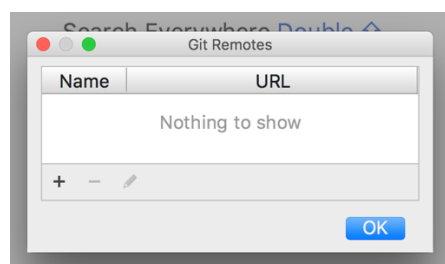 Search Everywhere Double ⇧
Git Remotes
Name URL
Nothing to show
+ −
OK